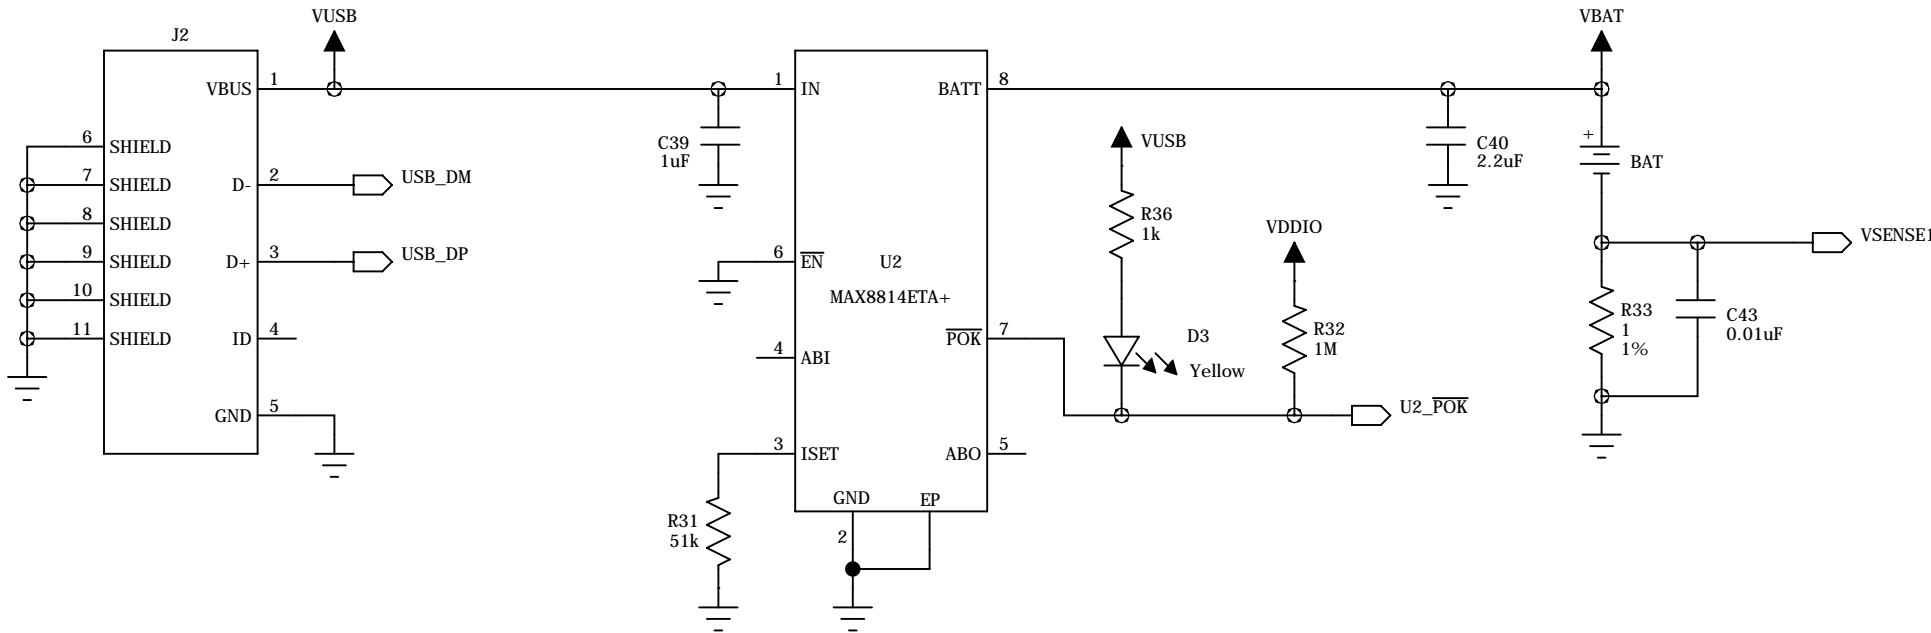 J2
VUSB
VBUS
1
6
SHIELD
7
SHIELD
8
SHIELD
9
SHIELD
10
SHIELD
11
SHIELD
D-
2
USB_DM
D+
3
USB_DP
ID
4
GND
5
C39
1uF
1
IN
BATT
8
6
E̅N̅
U2
MAX8814ETA+
P̅O̅K̅
7
4
ABI
3
ISET
ABO
5
GND
EP
2
R31
51k
VUSB
R36
1k
D3
Yellow
VDDIO
R32
1M
U2_P̅O̅K̅
C40
2.2uF
VBAT
+
BAT
VSENSE1
R33
1
1%
C43
0.01uF